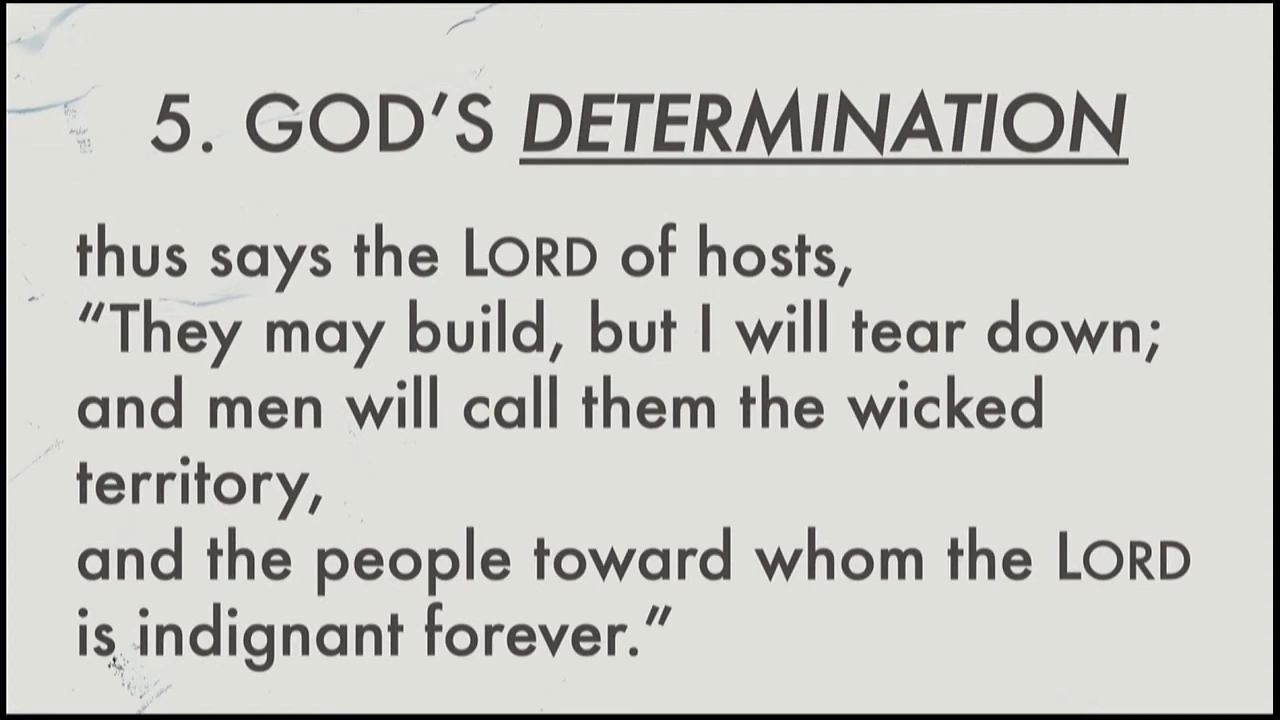 5. GOD’S DETERMINATION
thus says the LORD of hosts,
“They may build, but I will tear down;
and men will call them the wicked
territory,
and the people toward whom the LORD
is indignant forever.”